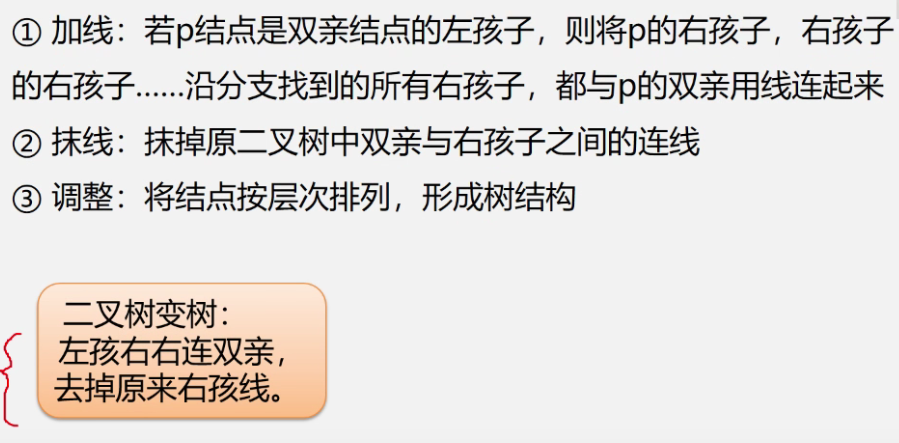 ① 加线：若p结点是双亲结点的左孩子，则将p的右孩子，右孩子
的右孩子……沿分支找到的所有右孩子，都与p的双亲用线连起来
② 抹线：抹掉原二叉树中双亲与右孩子之间的连线
③ 调整：将结点按层次排列，形成树结构
二叉树变树：
左孩右右连双亲，
去掉原来右孩线。